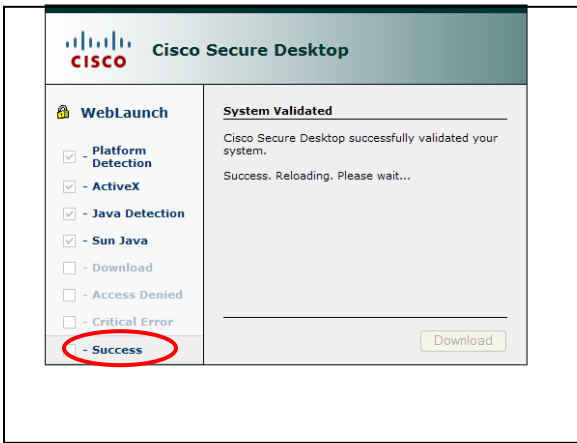 CISCO
Cisco Secure Desktop
WebLaunch
- Platform
Detection
- ActiveX
- Java Detection
- Sun Java
- Download
- Access Denied
- Critical Error
- Success
System Validated
Cisco Secure Desktop successfully validated your
system.
Success. Reloading. Please wait...
Download